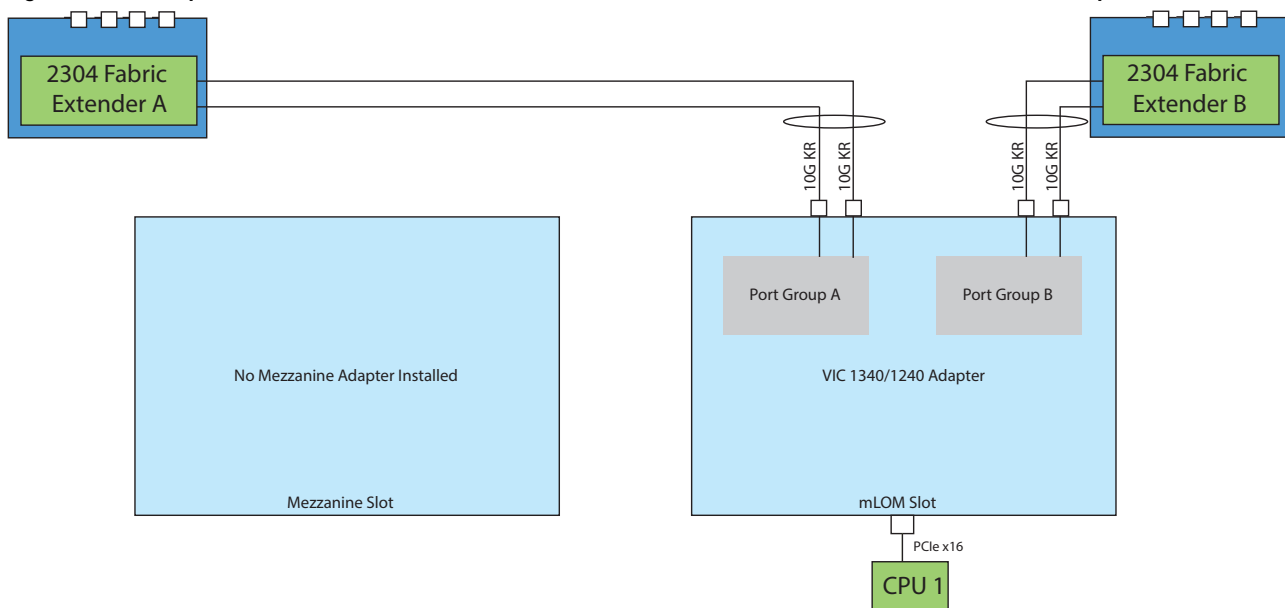 2304 Fabric
Extender A
2304 Fabric
Extender B
10G KR
10G KR
10G KR
10G KR
Port Group A
Port Group B
No Mezzanine Adapter Installed
VIC 1340/1240 Adapter
Mezzanine Slot
mLOM Slot
PCIe x16
CPU 1